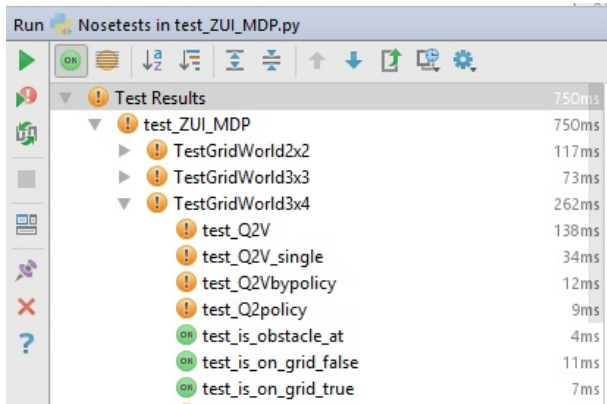 Run Nosetests in test_ZUI_MDP.py
OK
Test Results 750ms
test_ZUI_MDP 750ms
TestGridWorld2x2 117ms
TestGridWorld3x3 73ms
TestGridWorld3x4 262ms
test_Q2V 138ms
test_Q2V_single 34ms
test_Q2Vbypolicy 12ms
test_Q2policy 9ms
OK test_is_obstacle_at 4ms
OK test_is_on_grid_false 11ms
OK test_is_on_grid_true 7ms